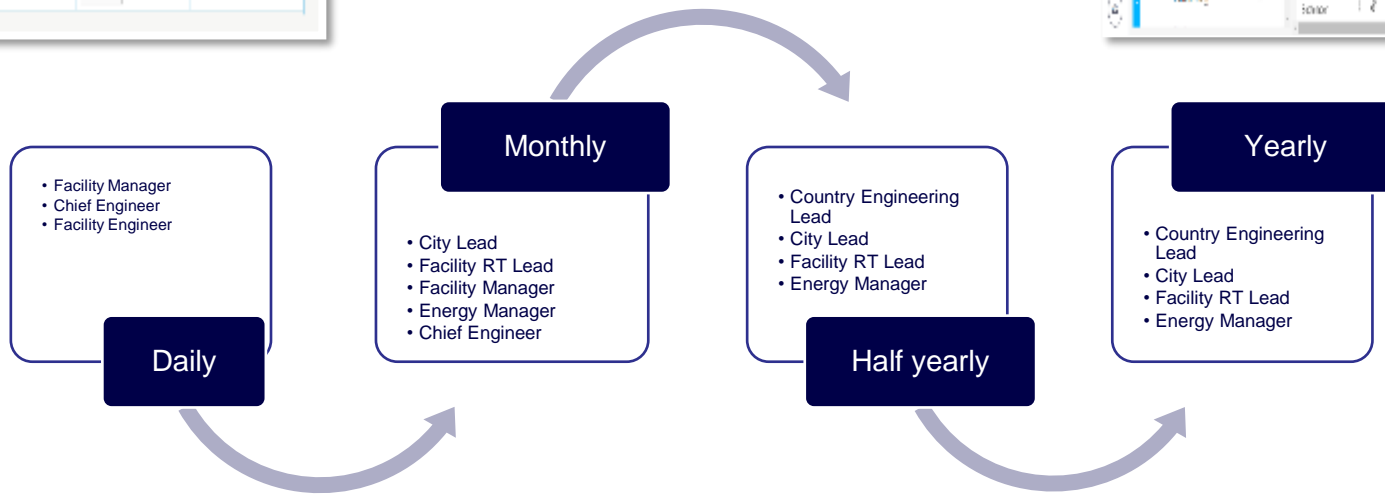 • Facility Manager
• Chief Engineer
• Facility Engineer
Daily
Monthly
• City Lead
• Facility RT Lead
• Facility Manager
• Energy Manager
• Chief Engineer
• Country Engineering
Lead
• City Lead
• Facility RT Lead
• Energy Manager
Half yearly
Yearly
• Country Engineering
Lead
• City Lead
• Facility RT Lead
• Energy Manager